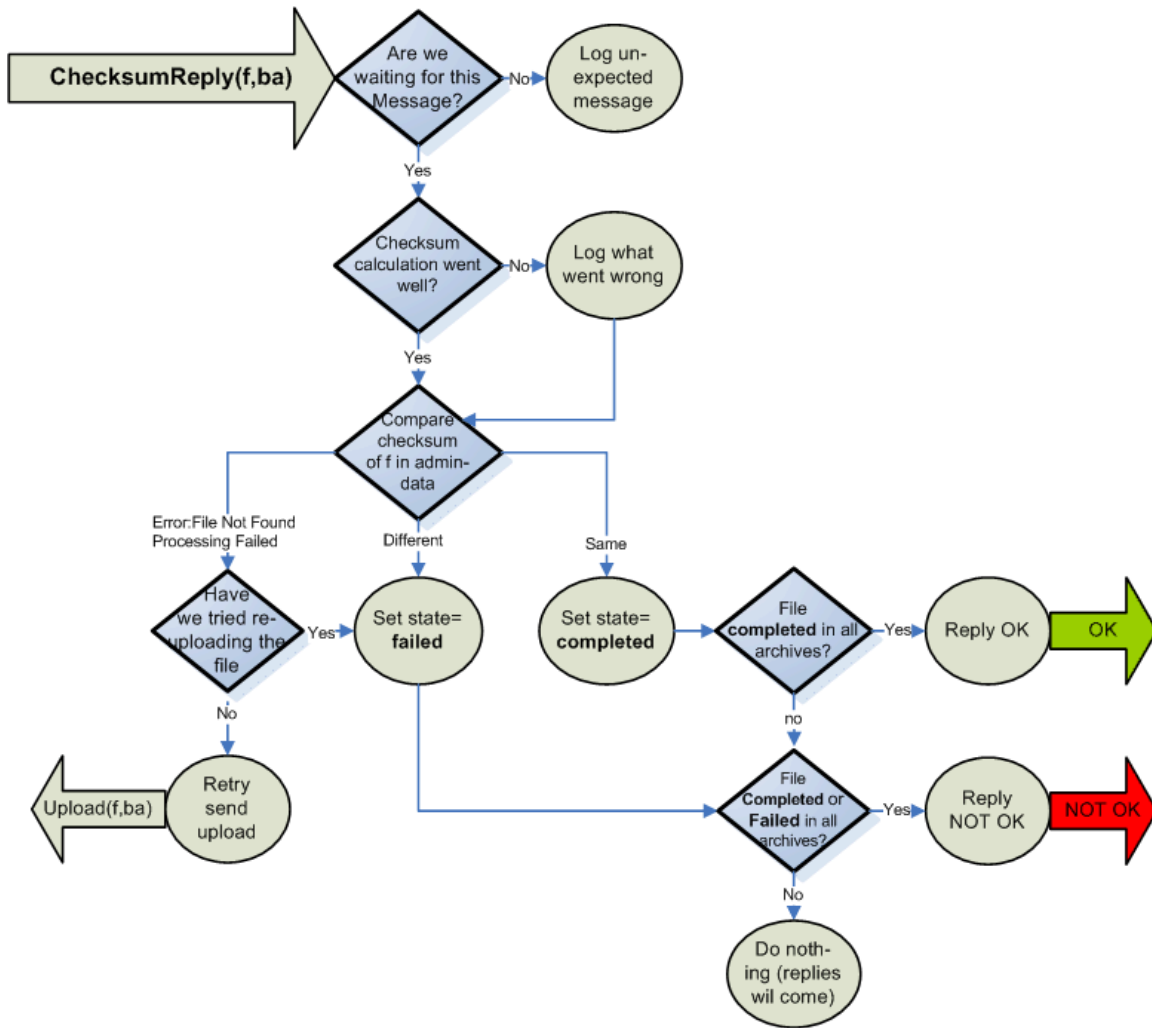 ChecksumReply(f,ba)
Are we
waiting for this
Message?
No
Log un-
expected
message
Yes
Checksum
calculation went
well?
No
Log what
went wrong
Yes
Compare
checksum
of f in admin-
data
Error:File Not Found
Processing Failed
Different
Same
Have
we tried re-
uploading the
file
Yes
Set state=
failed
Set state=
completed
File
completed in all
archives?
Yes
Reply OK
OK
No
no
Upload(f,ba)
Retry
send
upload
File
Completed or
Failed in all
archives?
Yes
Reply
NOT OK
NOT OK
No
Do noth-
ing (replies
wil come)